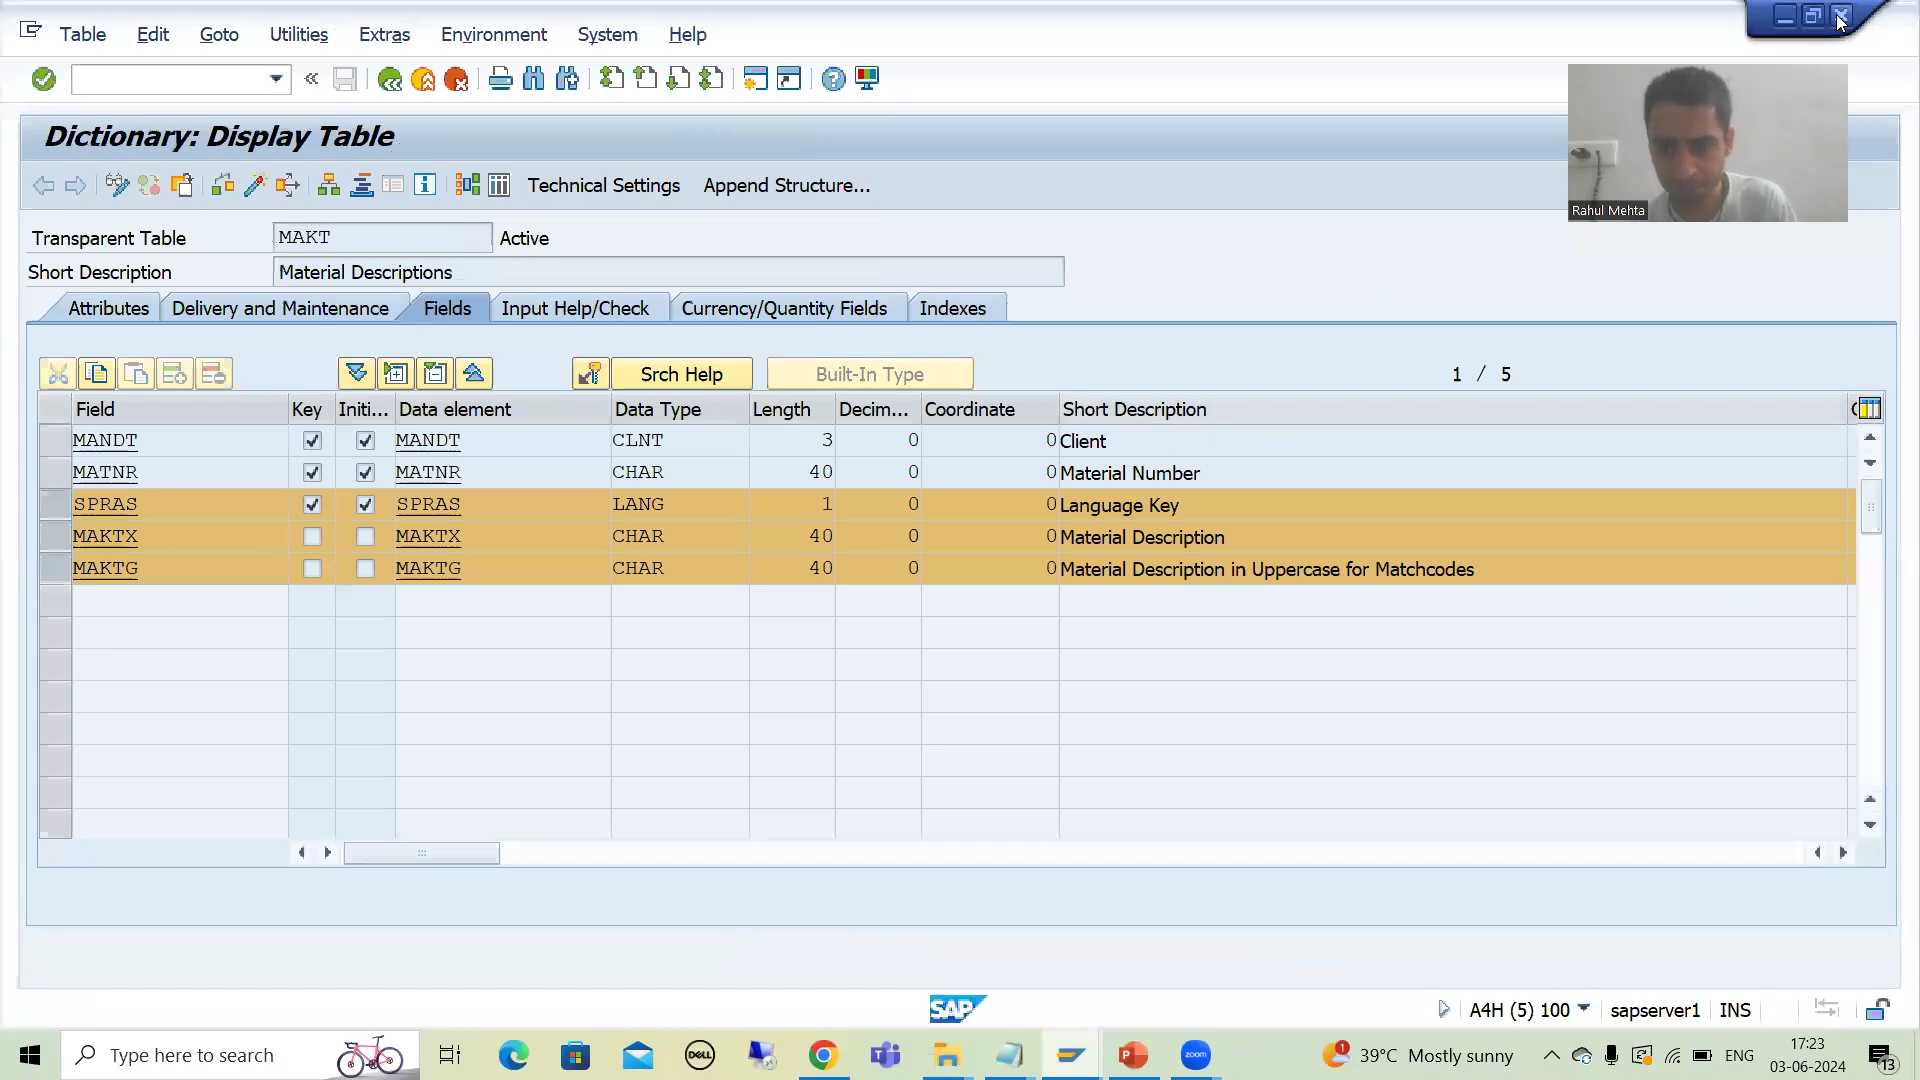 Table Edit Goto Utilities Extras Environment System Help
Dictionary: Display Table
Technical Settings Append Structure...
Rahul Mehta
Transparent Table MAKT Active
Short Description Material Descriptions
Attributes Delivery and Maintenance Fields Input Help/Check Currency/Quantity Fields Indexes
Srch Help Built-In Type 1 / 5
Field Key Initi... Data element Data Type Length Decim... Coordinate Short Description
MANDT MANDT CLNT 3 0 0 Client
MATNR MATNR CHAR 40 0 0 Material Number
SPRAS SPRAS LANG 1 0 0 Language Key
MAKTX MAKTX CHAR 40 0 0 Material Description
MAKTG MAKTG CHAR 40 0 0 Material Description in Uppercase for Matchcodes
SAP A4H (5) 100 sapserver1 INS
Type here to search DELL zoom 1 39°C Mostly sunny ENG 17:23
03-06-2024 13